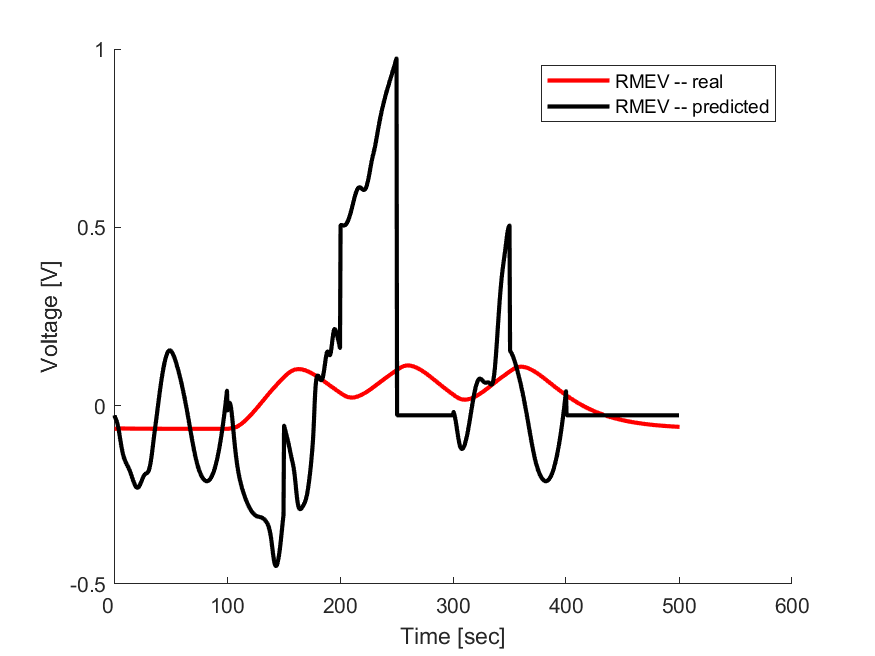 1
RMEV -- real
RMEV -- predicted
0.5
Voltage [V]
0
-0.5
0 100 200 300 400 500 600
Time [sec]